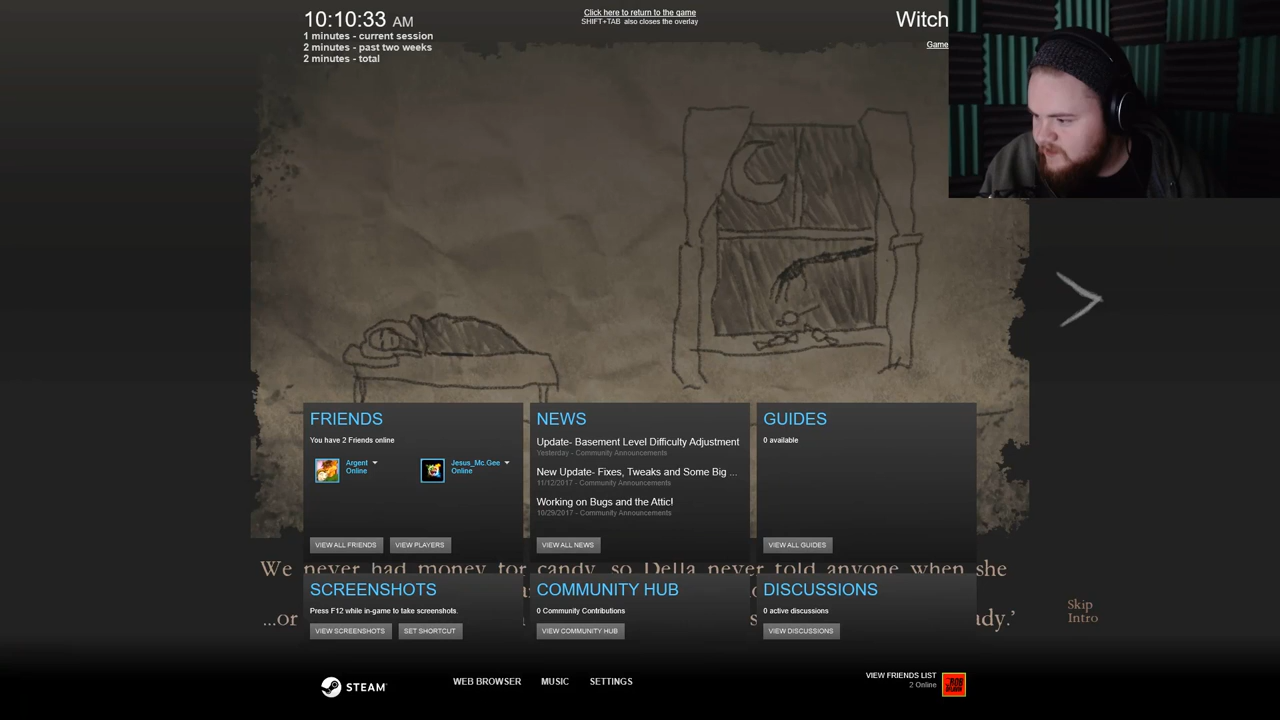 10:10:33 AM
1 minutes - current session
2 minutes - past two weeks
2 minutes - total
Click here to return to the game
SHIFT+TAB also closes the overlay
Witch
Game
FRIENDS
You have 2 Friends online
Argent
Online
Jesus_Mc.Gee
Online
VIEW ALL FRIENDS
VIEW PLAYERS
NEWS
Update- Basement Level Difficulty Adjustment
Yesterday - Community Announcements
New Update- Fixes, Tweaks and Some Big ...
11/12/2017 - Community Announcements
Working on Bugs and the Attic!
10/29/2017 - Community Announcements
VIEW ALL NEWS
GUIDES
0 available
VIEW ALL GUIDES
We never had money for candy, so Della never told anyone when she
...or
ady.’
SCREENSHOTS
Press F12 while in-game to take screenshots.
VIEW SCREENSHOTS
SET SHORTCUT
COMMUNITY HUB
0 Community Contributions
VIEW COMMUNITY HUB
DISCUSSIONS
0 active discussions
VIEW DISCUSSIONS
Skip
Intro
STEAM
WEB BROWSER
MUSIC
SETTINGS
VIEW FRIENDS LIST
2 Online